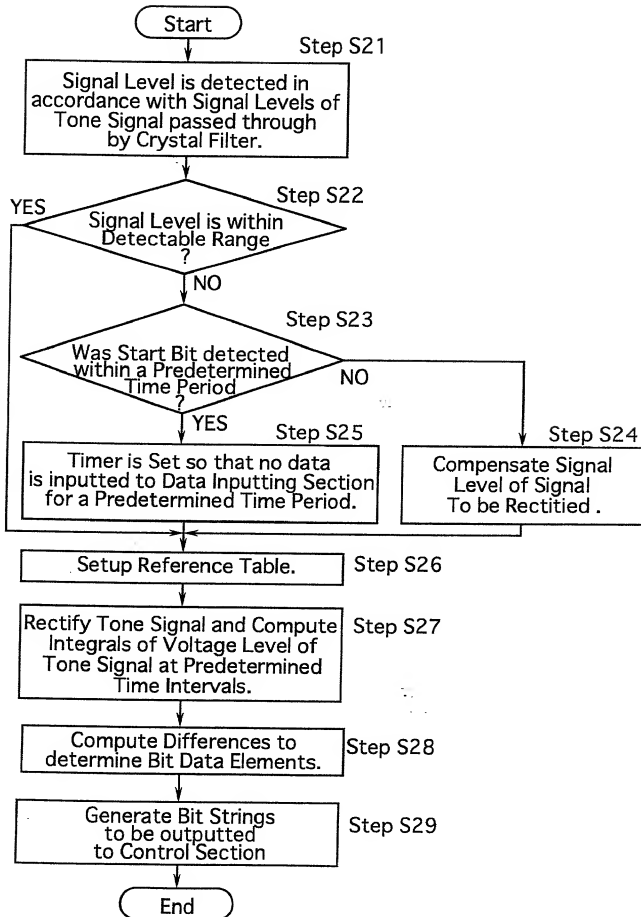 Start
Step S21
Signal Level is detected in
accordance with Signal Levels of
Tone Signal passed through
by Crystal Filter.
Step S22
YES
Signal Level is within
Detectable Range
?
NO
Step S23
Was Start Bit detected
within a Predetermined
Time Period
?
NO
YES
Step S25
Timer is Set so that no data
is inputted to Data Inputting Section
for a Predetermined Time Period.
Step S24
Compensate Signal
Level of Signal
To be Rectitied .
Setup Reference Table.
Step S26
Rectify Tone Signal and Compute
Integrals of Voltage Level of
Tone Signal at Predetermined
Time Intervals.
Step S27
Compute Differences to
determine Bit Data Elements.
Step S28
Generate Bit Strings
to be outputted
to Control Section
Step S29
End